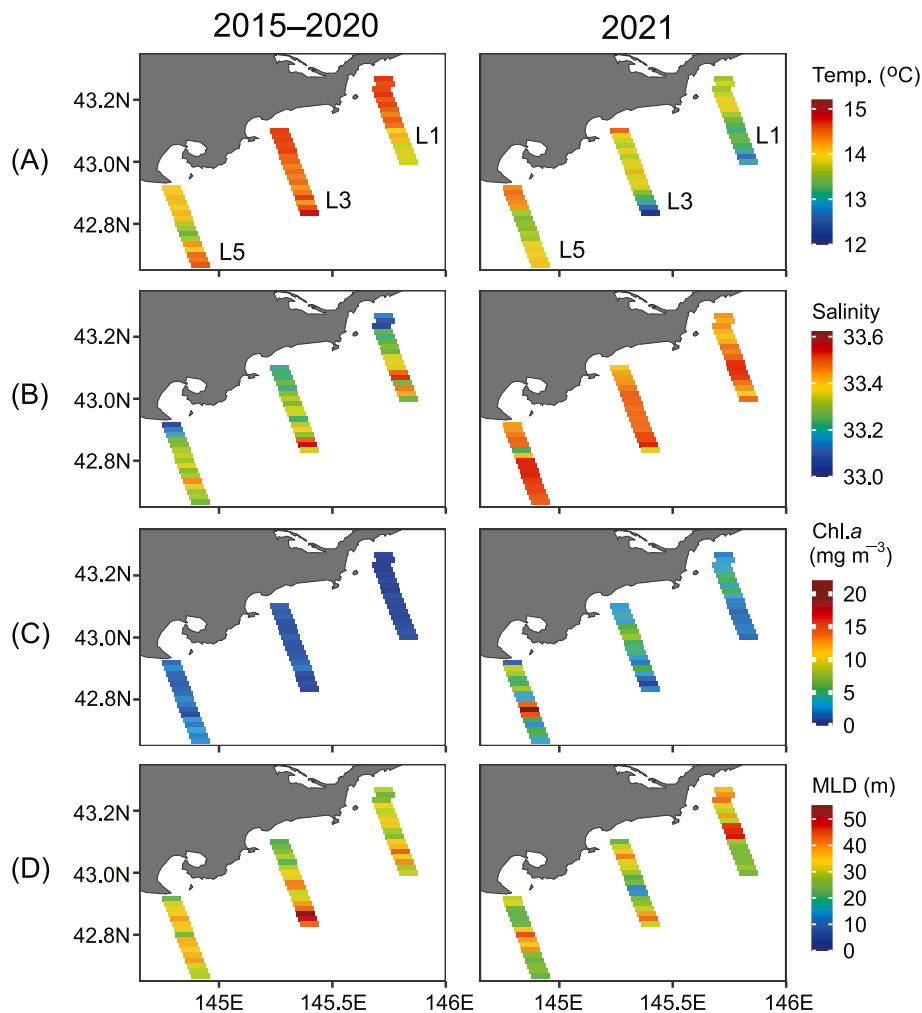 2015–2020 2021
(A)
43.2N
43.0N
42.8N
L1
L3
L5
L1
L3
L5
Temp. (°C)
15
14
13
12
(B)
43.2N
43.0N
42.8N
Salinity
33.6
33.4
33.2
33.0
(C)
43.2N
43.0N
42.8N
Chl.a
(mg m⁻³)
20
15
10
5
0
(D)
43.2N
43.0N
42.8N
MLD (m)
50
40
30
20
10
0
145E 145.5E 146E 145E 145.5E 146E